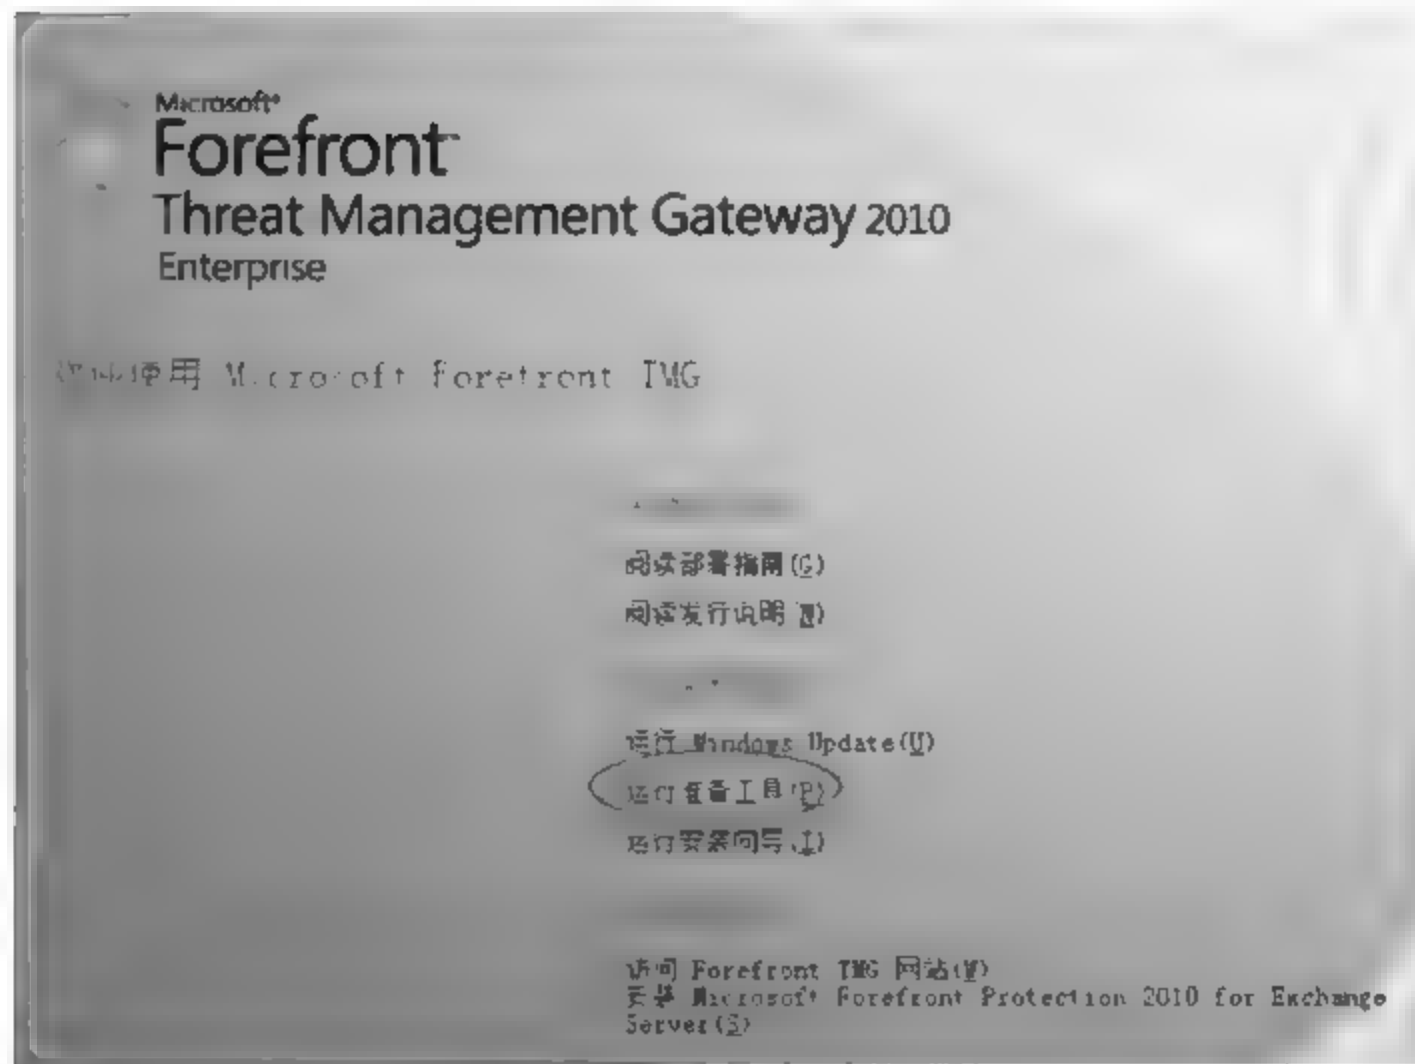 Microsoft®
Forefront™
Threat Management Gateway 2010
Enterprise
使用 Microsoft Forefront TMG
阅读部署指南(G)
阅读发行说明(R)
运行 Windows Update(U)
运行准备工具(P)
运行安装向导(I)
访问 Forefront TMG 网站(W)
安装 Microsoft Forefront Protection 2010 for Exchange
Server(S)